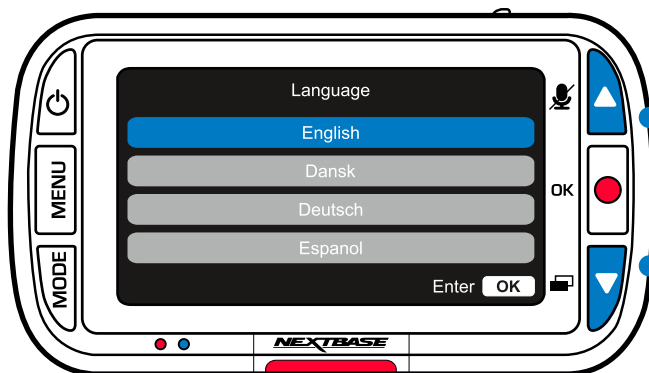 Language
English
Dansk
Deutsch
Espanol
Enter OK
MENU
MODE
OK
NEXTBASE